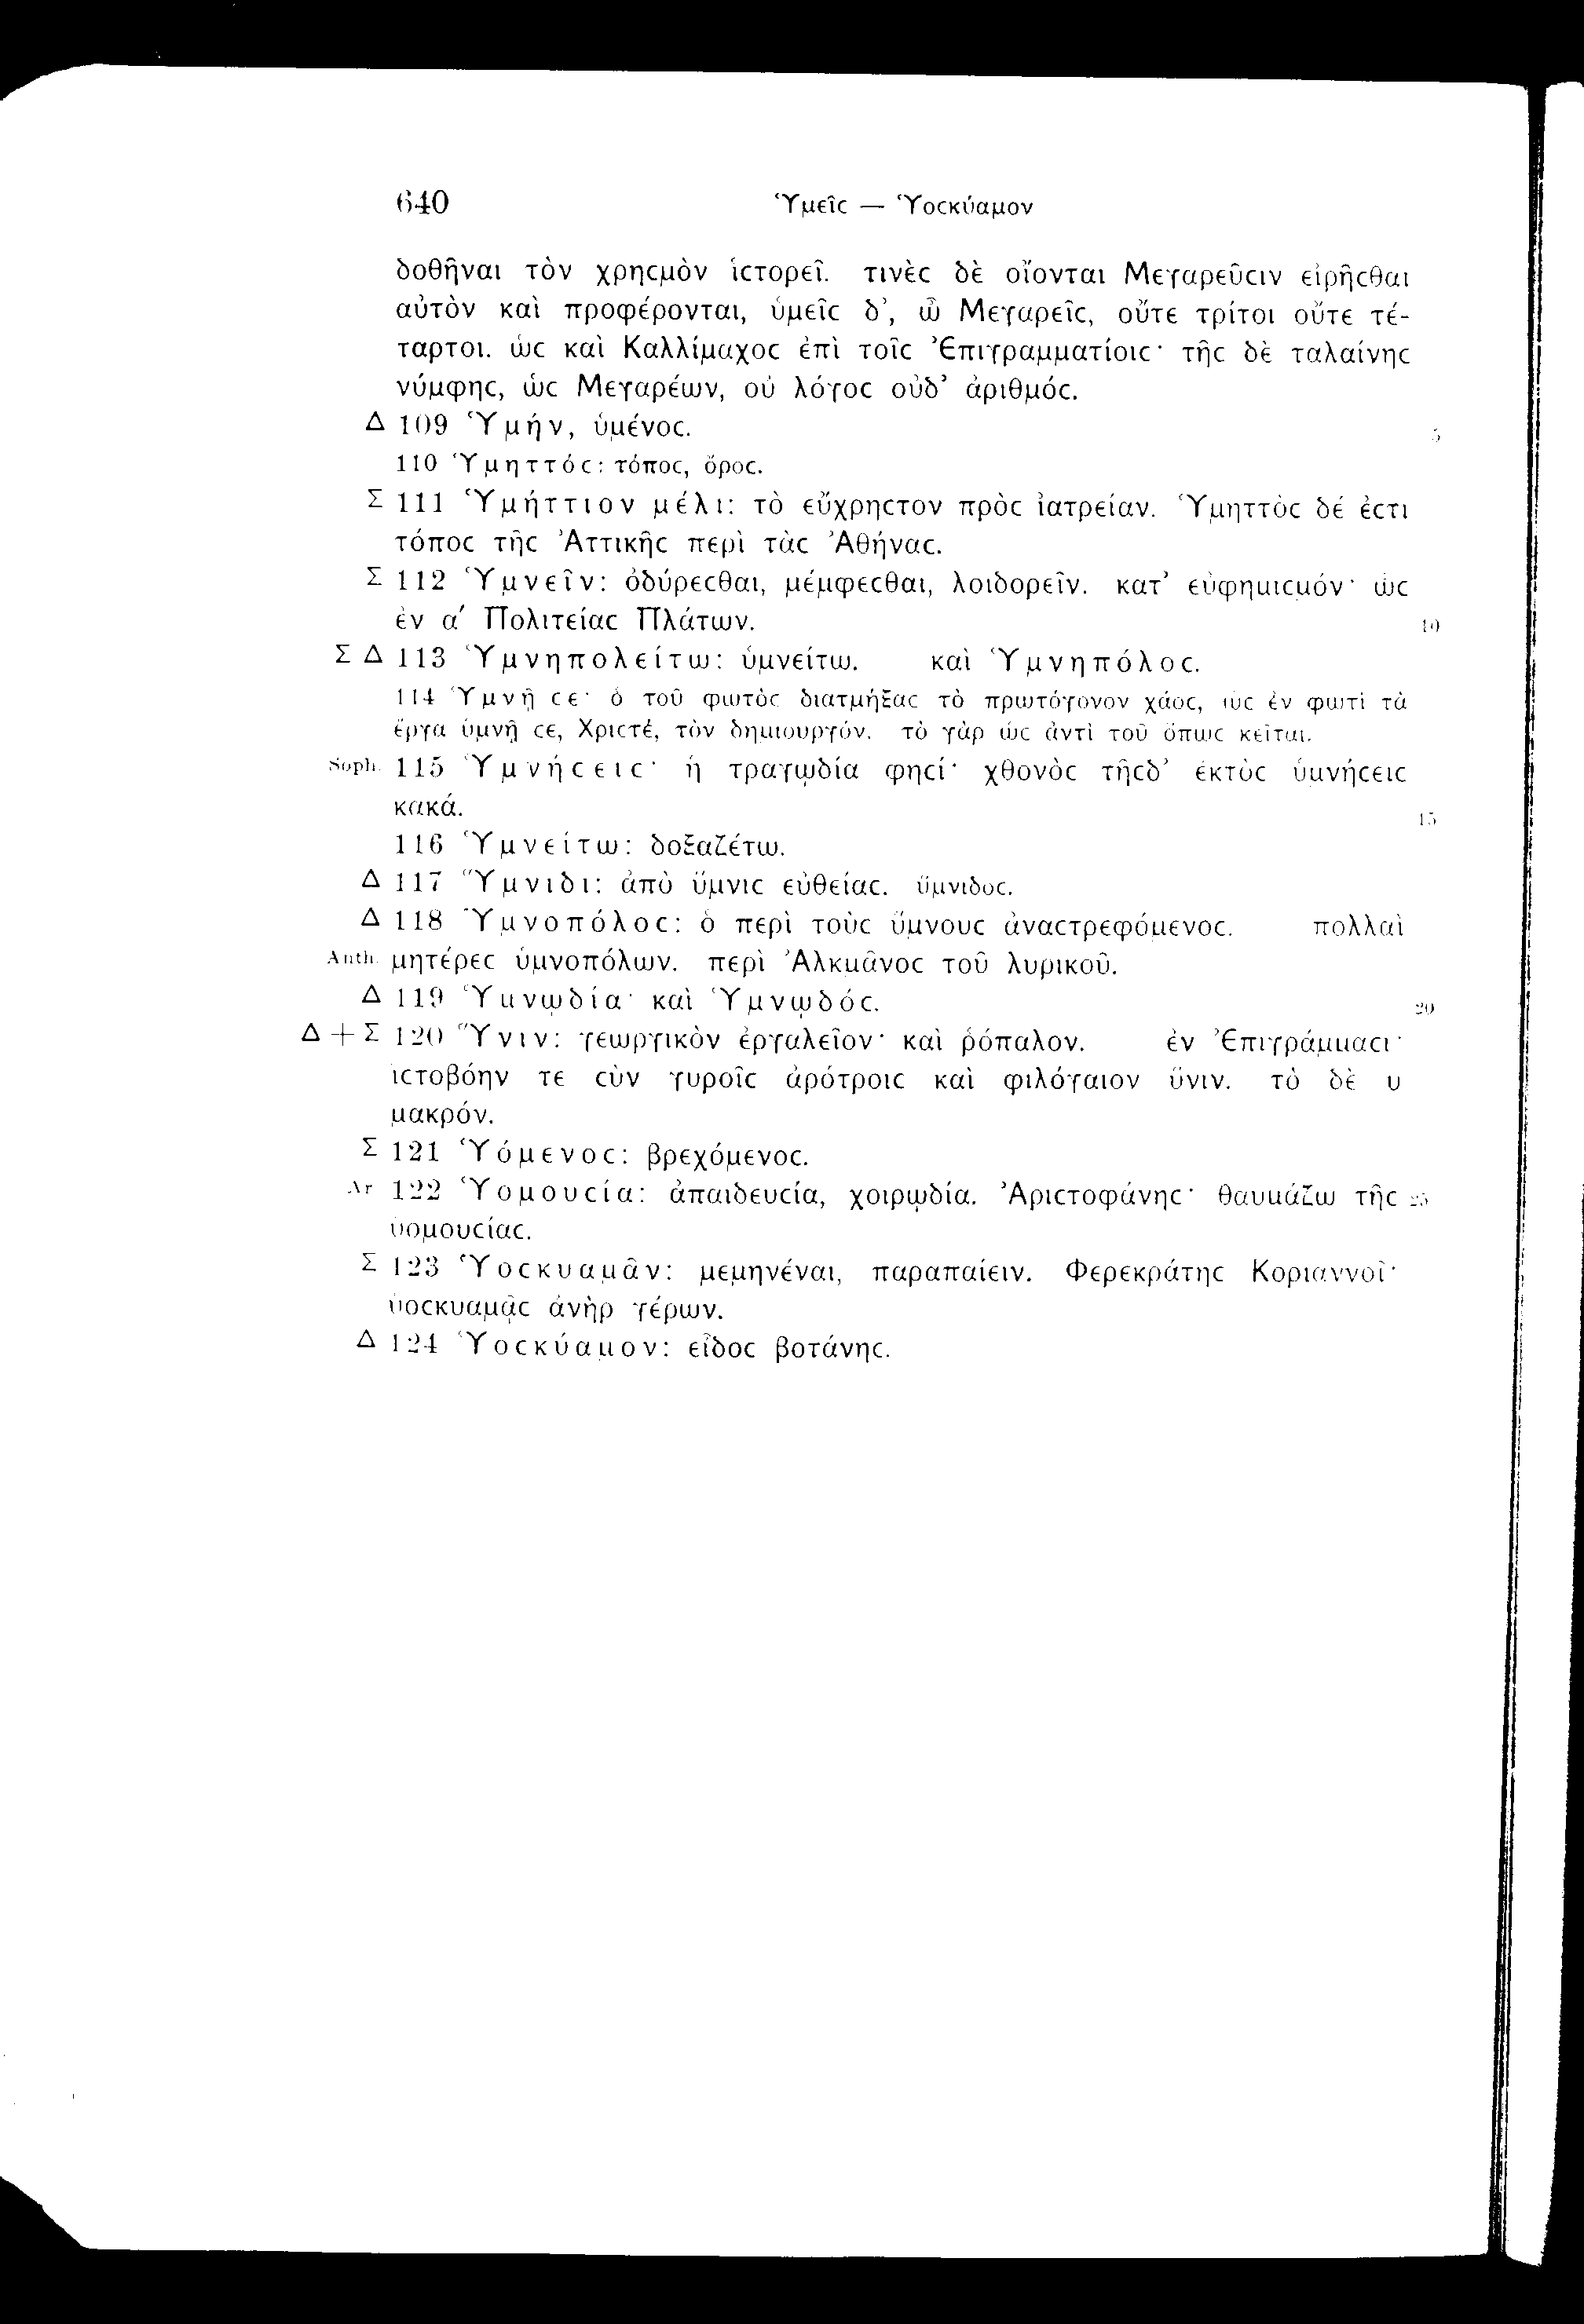 640 Ὑμεῖϲ — Ὑοϲκύαμον
δοθῆναι τὸν χρηϲμὸν ἱϲτορεῖ. τινὲϲ δὲ οἴονται Μεγαρεῦϲιν εἰρῆϲθαι
αὐτὸν καὶ προφέρονται, ὑμεῖϲ δ’, ὦ Μεγαρεῖϲ, οὔτε τρίτοι οὔτε τέ-
ταρτοι. ὡϲ καὶ Καλλίμαχοϲ ἐπὶ τοῖϲ Ἐπιγραμματίοιϲ· τῆϲ δὲ ταλαίνηϲ
νύμφηϲ, ὡϲ Μεγαρέων, οὐ λόγοϲ οὐδ’ ἀριθμόϲ.
Δ 109 Ὑμήν, ὑμένοϲ. 5
110 Ὑμηττόϲ: τόποϲ, ὄροϲ.
Σ 111 Ὑμήττιον μέλι: τὸ εὔχρηϲτον πρὸϲ ἰατρείαν. Ὑμηττὸϲ δέ ἐϲτι
τόποϲ τῆϲ Ἀττικῆϲ περὶ τὰϲ Ἀθήναϲ.
Σ 112 Ὑμνεῖν: ὀδύρεϲθαι, μέμφεϲθαι, λοιδορεῖν. κατ’ εὐφημιϲμόν· ὡϲ
ἐν α΄ Πολιτείαϲ Πλάτων. 10
Σ Δ 113 Ὑμνηπολείτω: ὑμνείτω. καὶ Ὑμνηπόλοϲ.
114 Ὑμνῇ ϲε· ὁ τοῦ φωτὸϲ διατμήξαϲ τὸ πρωτόγονον χάοϲ, ὡϲ ἐν φωτὶ τὰ
ἔργα ὑμνῇ ϲε, Χριϲτέ, τὸν δημιουργόν. τὸ γὰρ ὡϲ ἀντὶ τοῦ ὅπωϲ κεῖται.
Soph. 115 Ὑμνήϲειϲ· ἡ τραγῳδία φηϲί· χθονὸϲ τῆϲδ’ ἐκτὸϲ ὑμνήϲειϲ
κακά. 15
116 Ὑμνείτω: δοξαζέτω.
Δ 117 Ὕμνιδι: ἀπὸ ὕμνιϲ εὐθείαϲ. ὕμνιδοϲ.
Δ 118 Ὑμνοπόλοϲ: ὁ περὶ τοὺϲ ὕμνουϲ ἀναϲτρεφόμενοϲ. πολλαὶ
Anth. μητέρεϲ ὑμνοπόλων. περὶ Ἀλκμᾶνοϲ τοῦ λυρικοῦ.
Δ 119 Ὑμνῳδία· καὶ Ὑμνῳδόϲ. 20
Δ + Σ 120 Ὕνιν: γεωργικὸν ἐργαλεῖον· καὶ ῥόπαλον. ἐν Ἐπιγράμμαϲι·
ἱϲτοβόην τε ϲὺν γυροῖϲ ἀρότροιϲ καὶ φιλόγαιον ὕνιν. τὸ δὲ υ
μακρόν.
Σ 121 Ὑόμενοϲ: βρεχόμενοϲ.
Ar 122 Ὑομουϲία: ἀπαιδευϲία, χοιρῳδία. Ἀριϲτοφάνηϲ· θαυμάζω τῆϲ 25
ὑομουϲίαϲ.
Σ 123 Ὑοϲκυαμᾶν: μεμηνέναι, παραπαίειν. Φερεκράτηϲ Κοριαννοῖ·
ὑοϲκυαμᾷϲ ἀνὴρ γέρων.
Δ 124 Ὑοϲκύαμον: εἶδοϲ βοτάνηϲ.